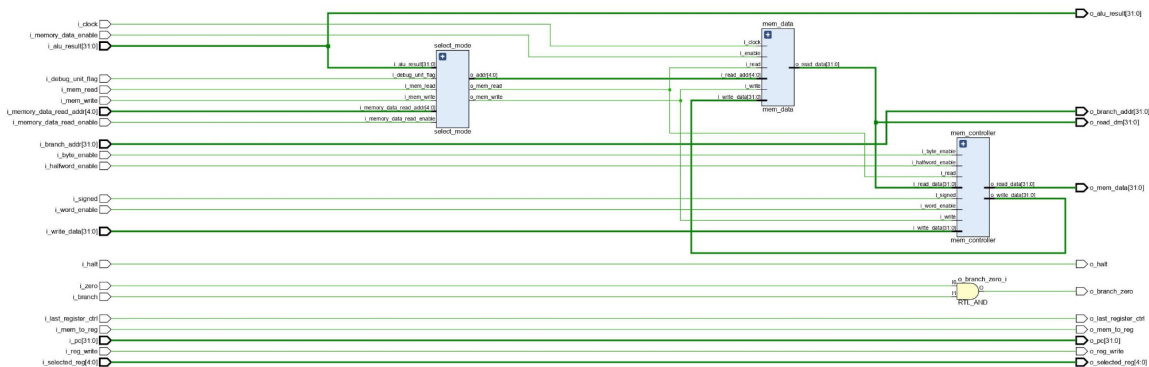 i_clock
i_memory_data_enable
i_alu_result[31:0]
i_debug_unit_flag
i_mem_read
i_mem_write
i_memory_data_read_addr[4:0]
i_memory_data_read_enable
i_branch_addr[31:0]
i_byte_enable
i_halfword_enable
i_signed
i_word_enable
i_write_data[31:0]
i_halt
i_zero
i_branch
i_last_register_ctrl
i_mem_to_reg
i_pc[31:0]
i_reg_write
i_selected_reg[4:0]
select_mode
i_alu_result[31:0]
i_debug_unit_flag
i_mem_read
i_mem_write
i_memory_data_read_addr[4:0]
i_memory_data_read_enable
o_addr[4:0]
o_mem_read
o_mem_write
select_mode
mem_data
i_clock
i_enable
i_read
i_read_addr[4:0]
i_write
i_write_data[31:0]
o_read_data[31:0]
mem_data
mem_controller
i_byte_enable
i_halfword_enable
i_read
i_read_data[31:0]
i_signed
i_word_enable
i_write
i_write_data[31:0]
o_read_data[31:0]
o_write_data[31:0]
mem_controller
o_branch_zero_i
I0
I1
O
RTL_AND
o_alu_result[31:0]
o_branch_addr[31:0]
o_read_dm[31:0]
o_mem_data[31:0]
o_halt
o_branch_zero
o_last_register_ctrl
o_mem_to_reg
o_pc[31:0]
o_reg_write
o_selected_reg[4:0]